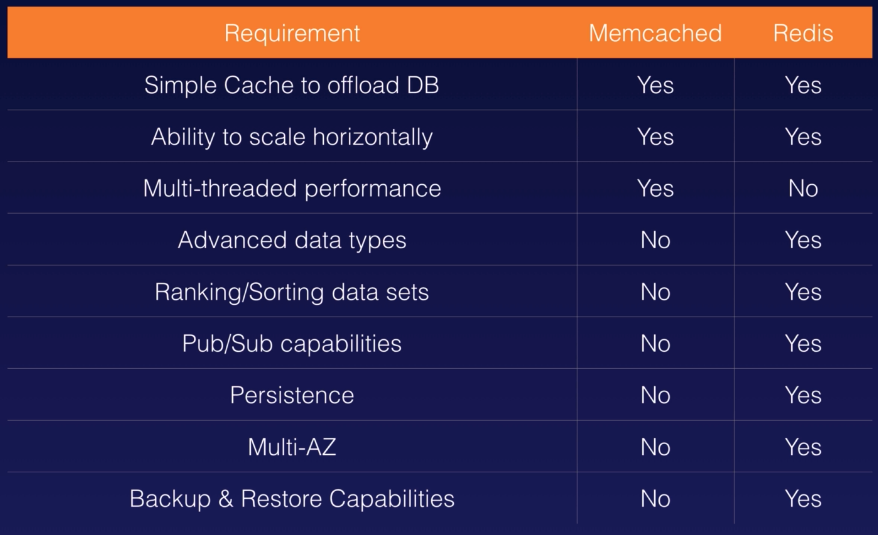 Requirement Memcached Redis
Simple Cache to offload DB Yes Yes
Ability to scale horizontally Yes Yes
Multi-threaded performance Yes No
Advanced data types No Yes
Ranking/Sorting data sets No Yes
Pub/Sub capabilities No Yes
Persistence No Yes
Multi-AZ No Yes
Backup & Restore Capabilities No Yes